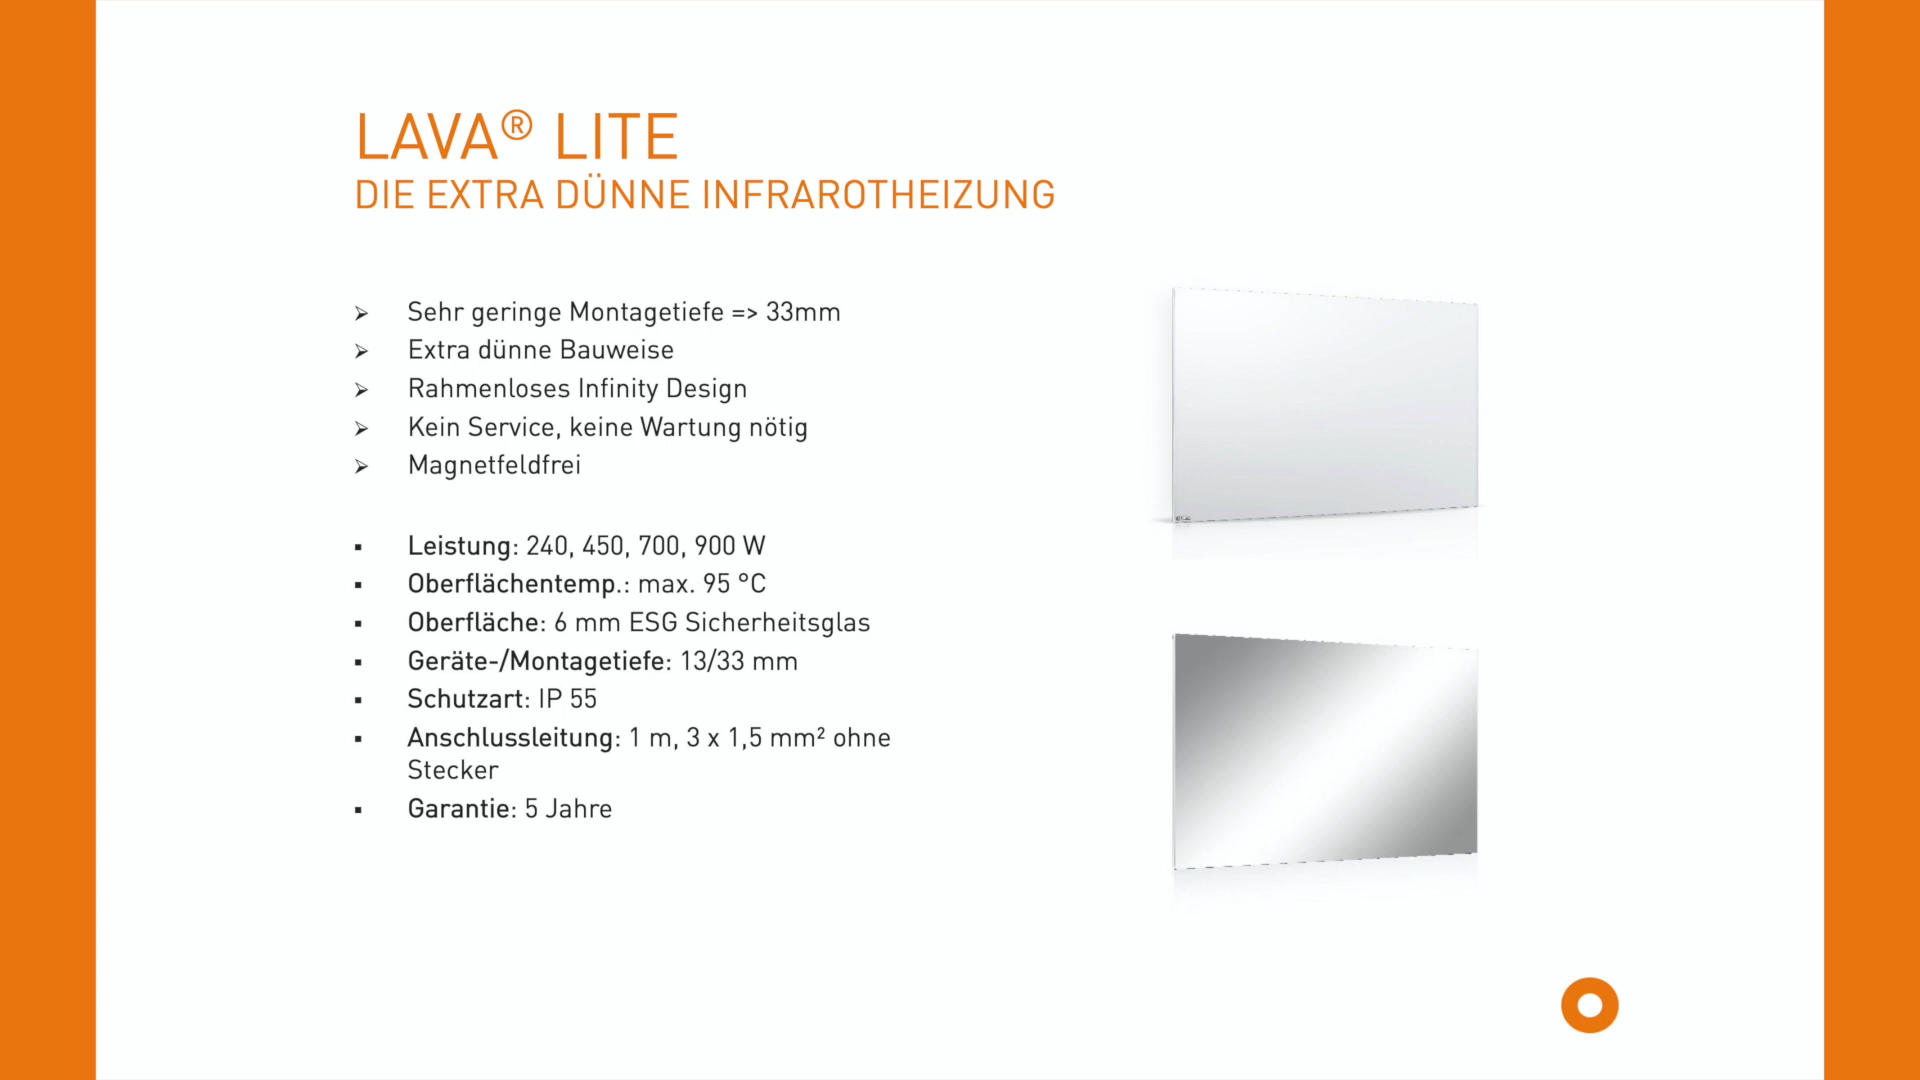 LAVA® LITE
DIE EXTRA DÜNNE INFRAROTHEIZUNG
➢ Sehr geringe Montagetiefe => 33mm
➢ Extra dünne Bauweise
➢ Rahmenloses Infinity Design
➢ Kein Service, keine Wartung nötig
➢ Magnetfeldfrei
▪ Leistung: 240, 450, 700, 900 W
▪ Oberflächentemp.: max. 95 °C
▪ Oberfläche: 6 mm ESG Sicherheitsglas
▪ Geräte-/Montagetiefe: 13/33 mm
▪ Schutzart: IP 55
▪ Anschlussleitung: 1 m, 3 x 1,5 mm² ohne
Stecker
▪ Garantie: 5 Jahre